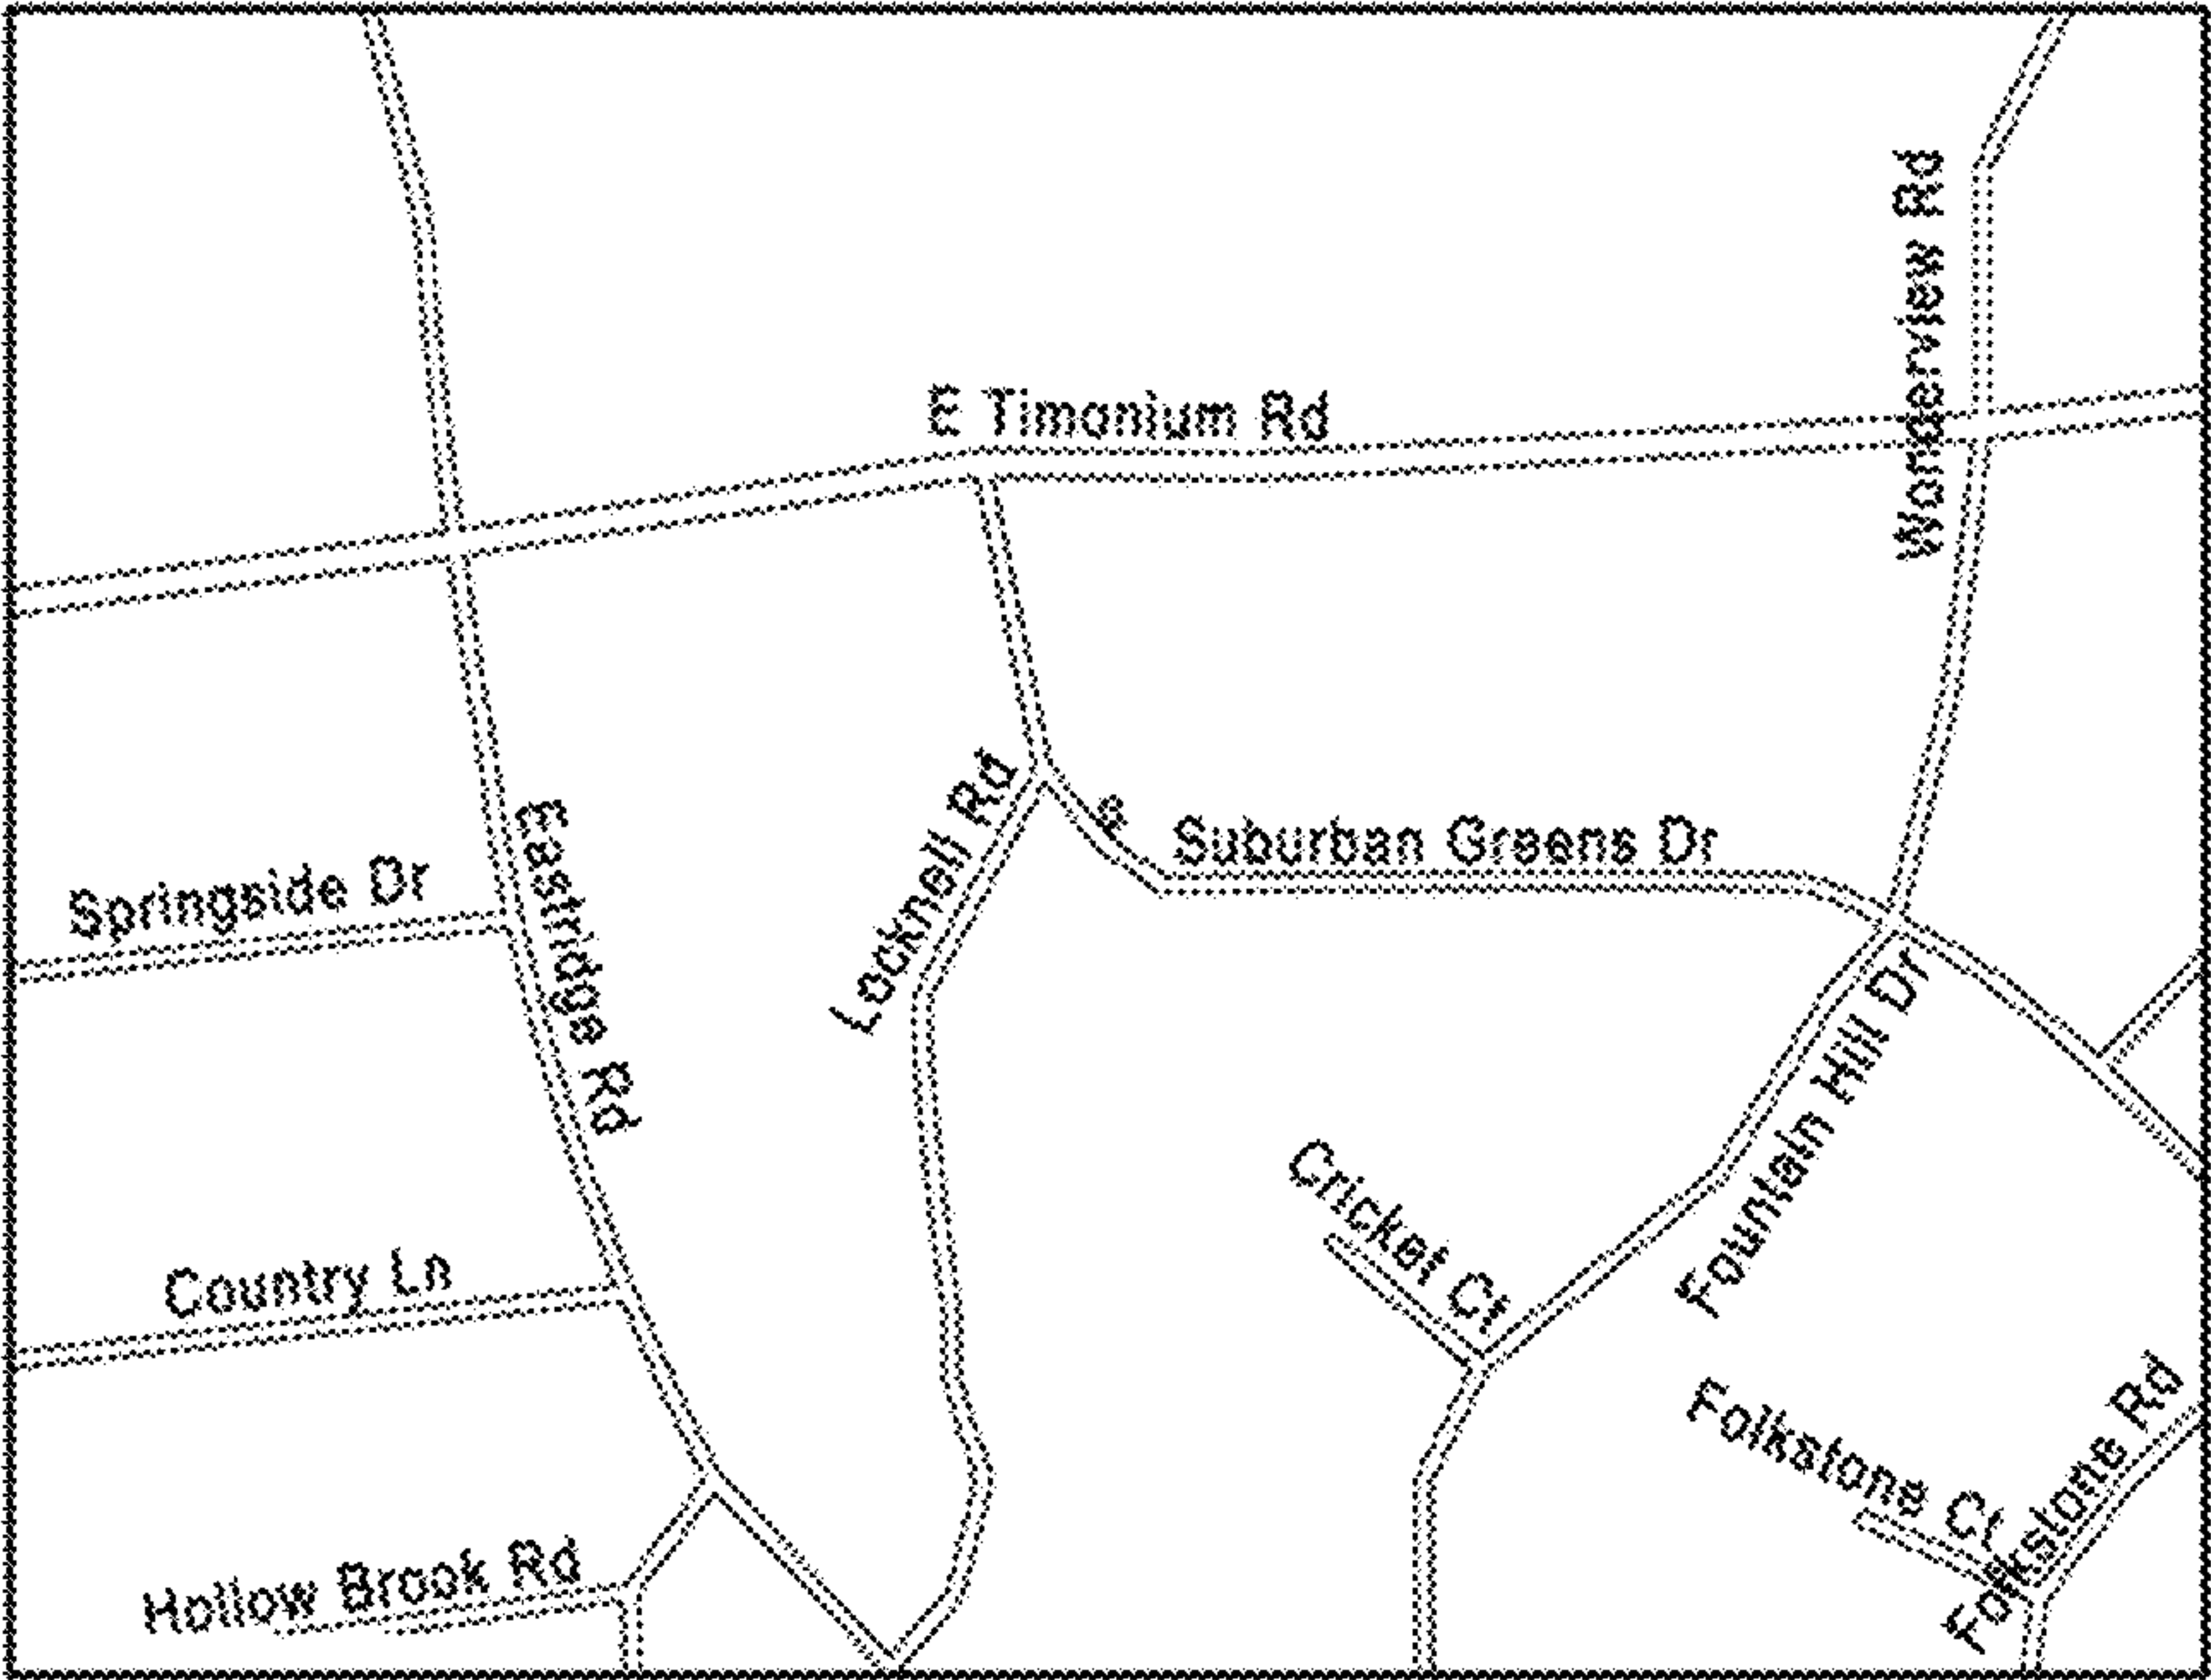 Wonderview Rd
E Timonium Rd
Locknell Rd
Suburban Greens Dr
Eastridge Rd
Springside Dr
Fountain Hill Dr
Cricket Ct
Country Ln
Folkstone Ct
Folkstone Rd
Hollow Brook Rd